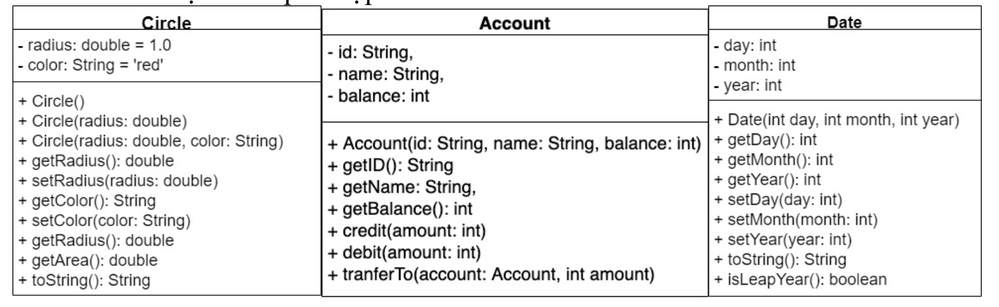 Circle
- radius: double = 1.0
- color: String = 'red'
+ Circle()
+ Circle(radius: double)
+ Circle(radius: double, color: String)
+ getRadius(): double
+ setRadius(radius: double)
+ getColor(): String
+ setColor(color: String)
+ getRadius(): double
+ getArea(): double
+ toString(): String
Account
- id: String,
- name: String,
- balance: int
+ Account(id: String, name: String, balance: int)
+ getID(): String
+ getName: String,
+ getBalance(): int
+ credit(amount: int)
+ debit(amount: int)
+ tranferTo(account: Account, int amount)
Date
- day: int
- month: int
- year: int
+ Date(int day, int month, int year)
+ getDay(): int
+ getMonth(): int
+ getYear(): int
+ setDay(day: int)
+ setMonth(month: int)
+ setYear(year: int)
+ toString(): String
+ isLeapYear(): boolean